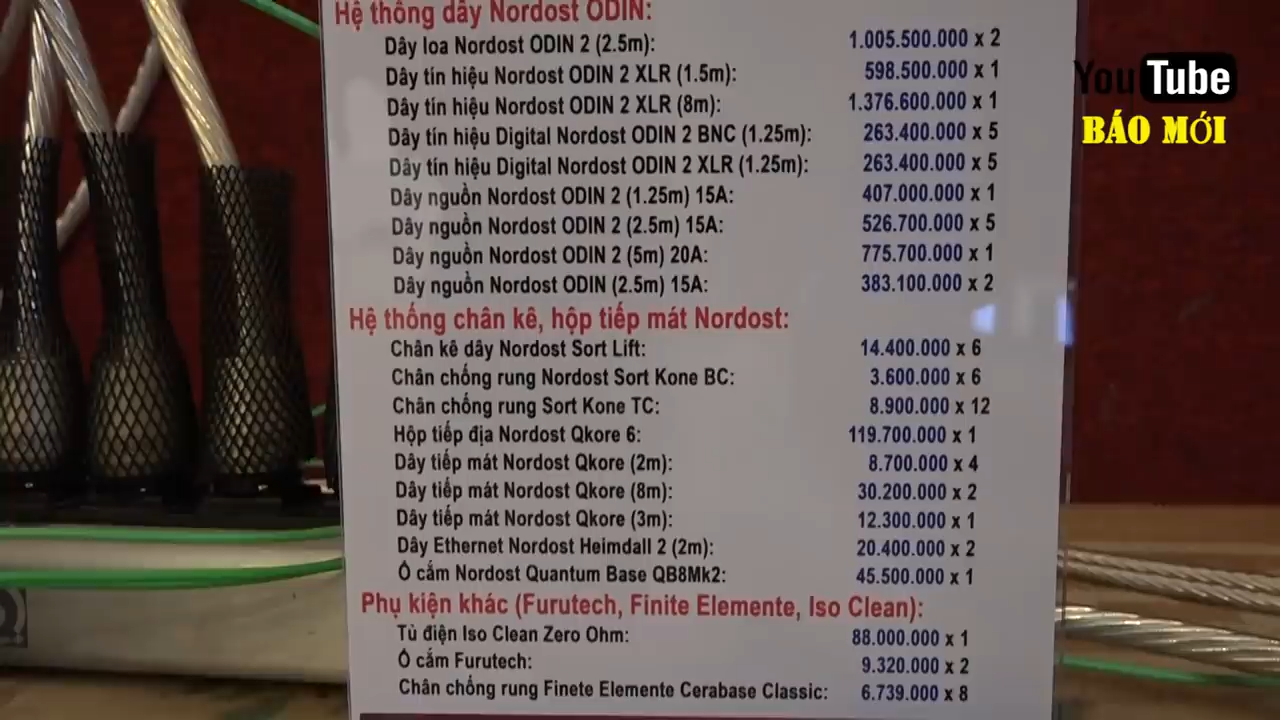 Hệ thống dây Nordost ODIN:
Dây loa Nordost ODIN 2 (2.5m): 1.005.500.000 x 2
Dây tín hiệu Nordost ODIN 2 XLR (1.5m): 598.500.000 x 1
Dây tín hiệu Nordost ODIN 2 XLR (8m): 1.376.600.000 x 1
Dây tín hiệu Digital Nordost ODIN 2 BNC (1.25m): 263.400.000 x 5
Dây tín hiệu Digital Nordost ODIN 2 XLR (1.25m): 263.400.000 x 5
Dây nguồn Nordost ODIN 2 (1.25m) 15A: 407.000.000 x 1
Dây nguồn Nordost ODIN 2 (2.5m) 15A: 526.700.000 x 5
Dây nguồn Nordost ODIN 2 (5m) 20A: 775.700.000 x 1
Dây nguồn Nordost ODIN (2.5m) 15A: 383.100.000 x 2
Hệ thống chân kê, hộp tiếp mát Nordost:
Chân kê dây Nordost Sort Lift: 14.400.000 x 6
Chân chống rung Nordost Sort Kone BC: 3.600.000 x 6
Chân chống rung Sort Kone TC: 8.900.000 x 12
Hộp tiếp địa Nordost Qkore 6: 119.700.000 x 1
Dây tiếp mát Nordost Qkore (2m): 8.700.000 x 4
Dây tiếp mát Nordost Qkore (8m): 30.200.000 x 2
Dây tiếp mát Nordost Qkore (3m): 12.300.000 x 1
Dây Ethernet Nordost Heimdall 2 (2m): 20.400.000 x 2
Ổ cắm Nordost Quantum Base QB8Mk2: 45.500.000 x 1
Phụ kiện khác (Furutech, Finite Elemente, Iso Clean):
Tủ điện Iso Clean Zero Ohm: 88.000.000 x 1
Ổ cắm Furutech: 9.320.000 x 2
Chân chống rung Finete Elemente Cerabase Classic: 6.739.000 x 8
YouTube
BÁO MỚI